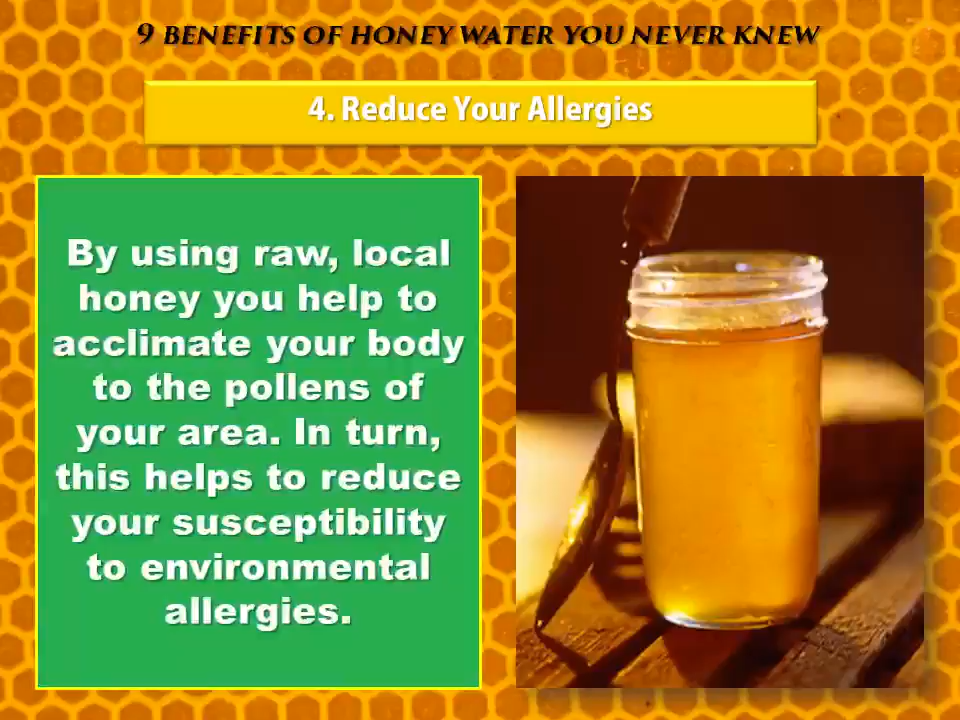 9 BENEFITS OF HONEY WATER YOU NEVER KNEW
4. Reduce Your Allergies
By using raw, local
honey you help to
acclimate your body
to the pollens of
your area. In turn,
this helps to reduce
your susceptibility
to environmental
allergies.